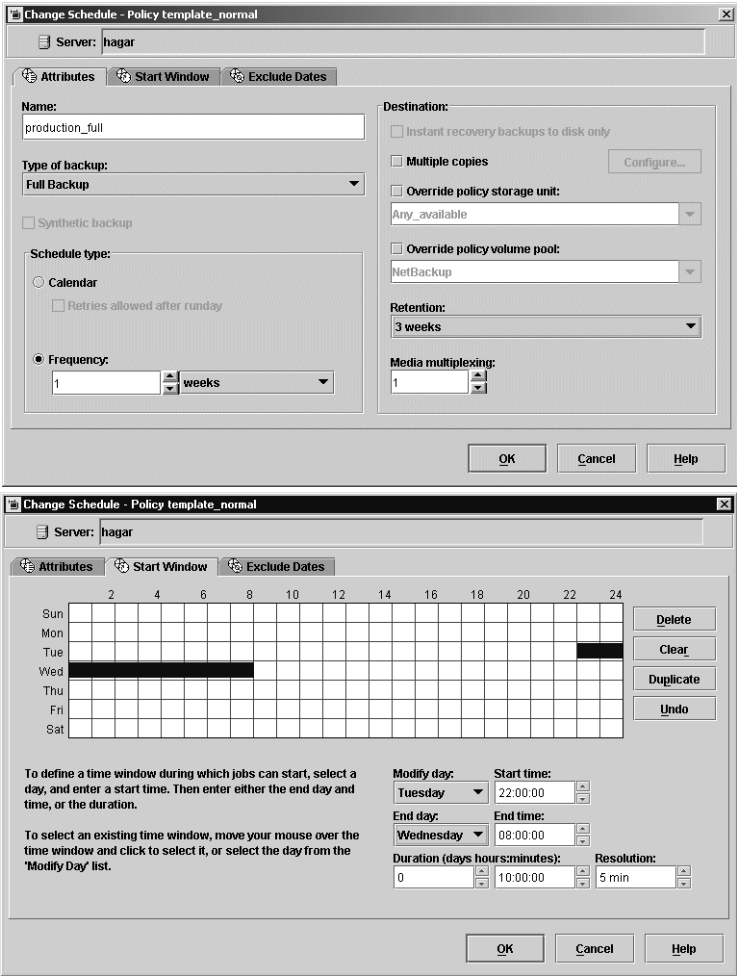 Change Schedule - Policy template_normal
Server: hagar
Attributes Start Window Exclude Dates
Name:
production_full
Type of backup:
Full Backup
Synthetic backup
Schedule type:
Calendar
Retries allowed after runday
Frequency:
1 weeks
Destination:
Instant recovery backups to disk only
Multiple copies Configure...
Override policy storage unit:
Any_available
Override policy volume pool:
NetBackup
Retention:
3 weeks
Media multiplexing:
1
OK Cancel Help
Change Schedule - Policy template_normal
Server: hagar
Attributes Start Window Exclude Dates
2 4 6 8 10 12 14 16 18 20 22 24
Sun
Mon
Tue
Wed
Thu
Fri
Sat
Delete
Clear
Duplicate
Undo
To define a time window during which jobs can start, select a
day, and enter a start time. Then enter either the end day and
time, or the duration.
To select an existing time window, move your mouse over the
time window and click to select it, or select the day from the
'Modify Day' list.
Modify day: Start time:
Tuesday 22:00:00
End day: End time:
Wednesday 08:00:00
Duration (days hours:minutes): Resolution:
0 10:00:00 5 min
OK Cancel Help